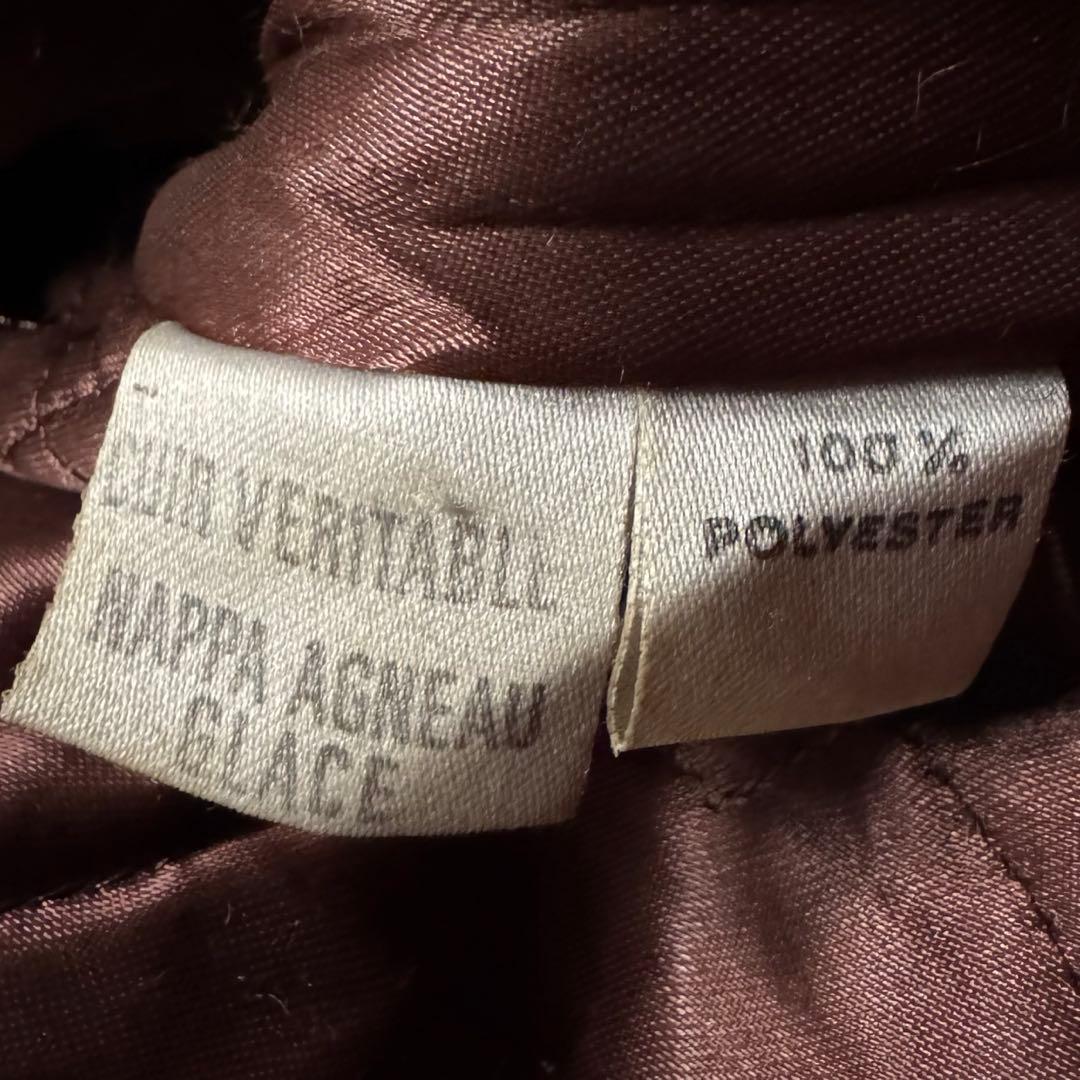 CUIR VERITABLE
NAPPA AGNEAU
GLACE
100%
POLYESTER